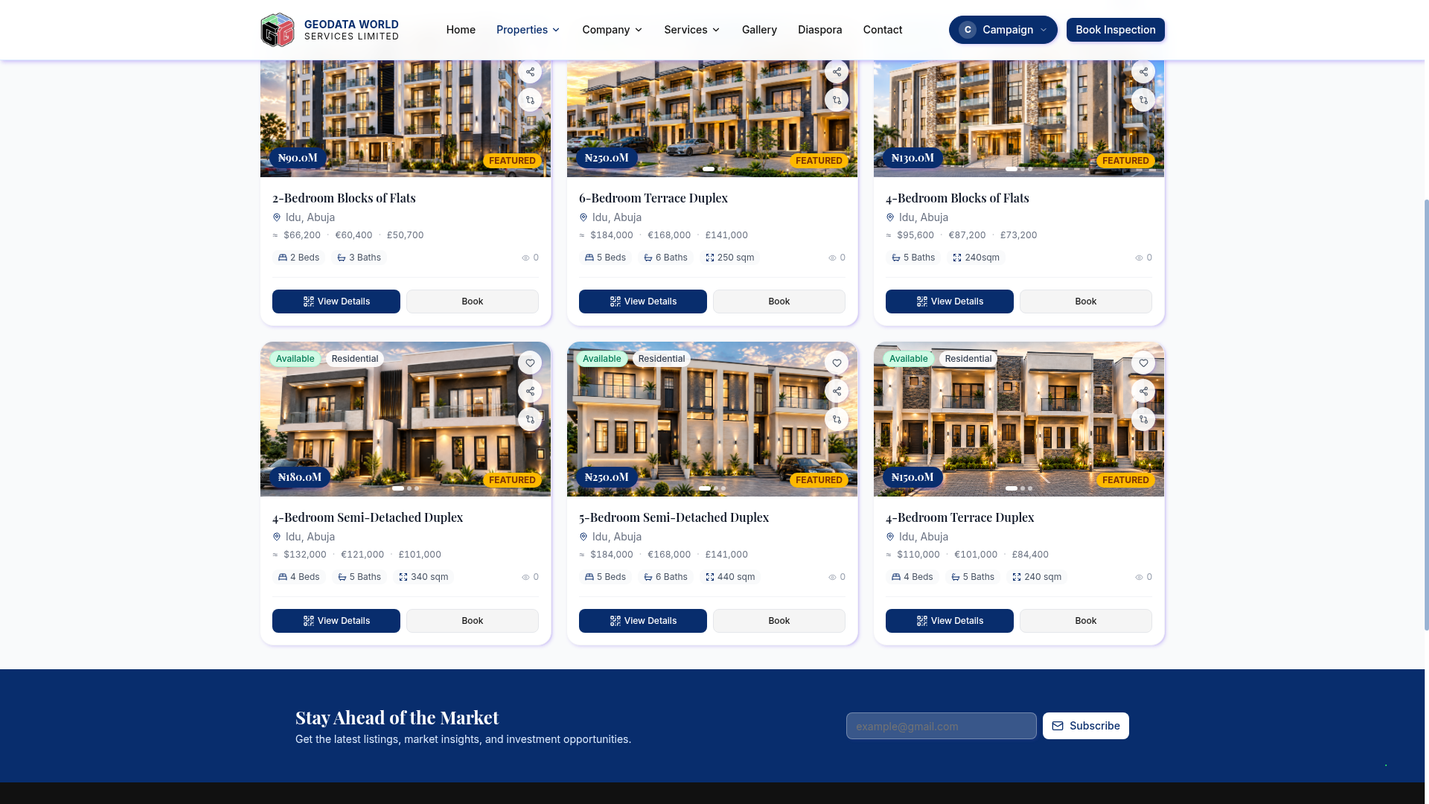 GEODATA WORLD
SERVICES LIMITED
Home
Properties
Company
Services
Gallery
Diaspora
Contact
C
Campaign
Book Inspection
₦90.0M
FEATURED
₦250.0M
FEATURED
₦130.0M
FEATURED
2-Bedroom Blocks of Flats
Idu, Abuja
≈ $66,200 · €60,400 · £50,700
2 Beds
3 Baths
0
View Details
Book
6-Bedroom Terrace Duplex
Idu, Abuja
≈ $184,000 · €168,000 · £141,000
5 Beds
6 Baths
250 sqm
0
View Details
Book
4-Bedroom Blocks of Flats
Idu, Abuja
≈ $95,600 · €87,200 · £73,200
5 Baths
240sqm
0
View Details
Book
Available
Residential
₦180.0M
FEATURED
4-Bedroom Semi-Detached Duplex
Idu, Abuja
≈ $132,000 · €121,000 · £101,000
4 Beds
5 Baths
340 sqm
0
View Details
Book
Available
Residential
₦250.0M
FEATURED
5-Bedroom Semi-Detached Duplex
Idu, Abuja
≈ $184,000 · €168,000 · £141,000
5 Beds
6 Baths
440 sqm
0
View Details
Book
Available
Residential
₦150.0M
FEATURED
4-Bedroom Terrace Duplex
Idu, Abuja
≈ $110,000 · €101,000 · £84,400
4 Beds
5 Baths
240 sqm
0
View Details
Book
Stay Ahead of the Market
Get the latest listings, market insights, and investment opportunities.
example@gmail.com
Subscribe